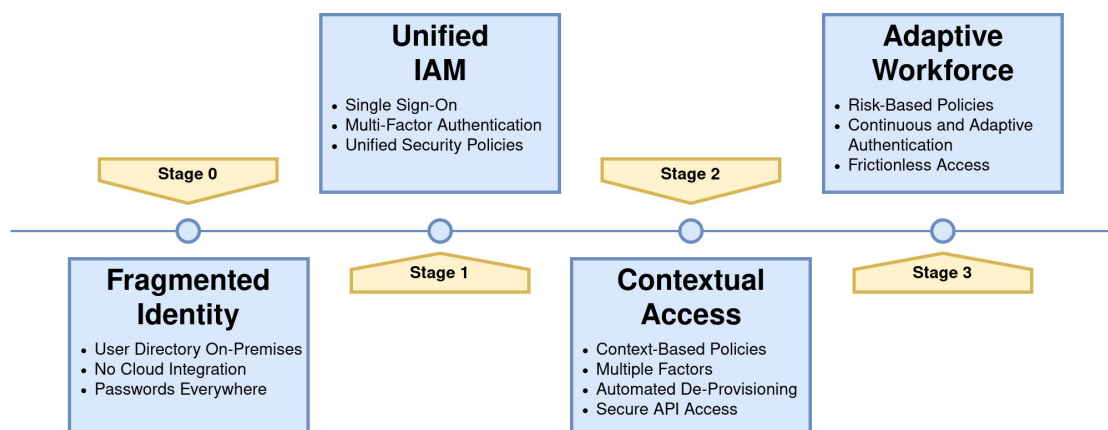 Unified
IAM
• Single Sign-On
• Multi-Factor Authentication
• Unified Security Policies
Adaptive
Workforce
• Risk-Based Policies
• Continuous and Adaptive
Authentication
• Frictionless Access
Stage 0
Stage 2
Stage 1
Stage 3
Fragmented
Identity
• User Directory On-Premises
• No Cloud Integration
• Passwords Everywhere
Contextual
Access
• Context-Based Policies
• Multiple Factors
• Automated De-Provisioning
• Secure API Access